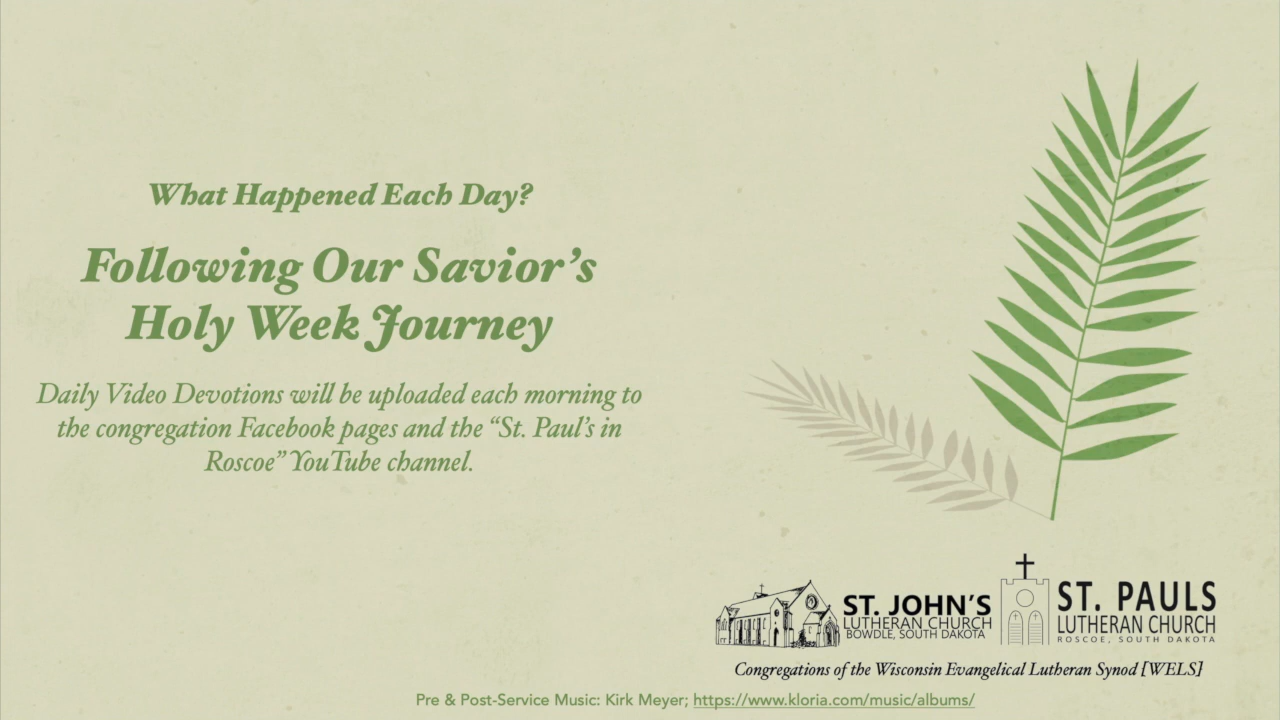 What Happened Each Day?
Following Our Savior’s
Holy Week Journey
Daily Video Devotions will be uploaded each morning to
the congregation Facebook pages and the “St. Paul’s in
Roscoe” YouTube channel.
ST. JOHN’S
LUTHERAN CHURCH
BOWDLE, SOUTH DAKOTA
ST. PAULS
LUTHERAN CHURCH
ROSCOE, SOUTH DAKOTA
Congregations of the Wisconsin Evangelical Lutheran Synod [WELS]
Pre & Post-Service Music: Kirk Meyer; https://www.kloria.com/music/albums/